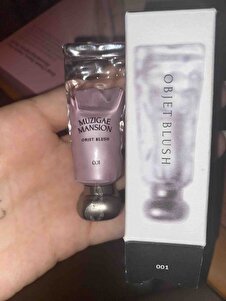 MUZIGAE
MANSION
OBJET BLUSH
OBJET BLUSH
001